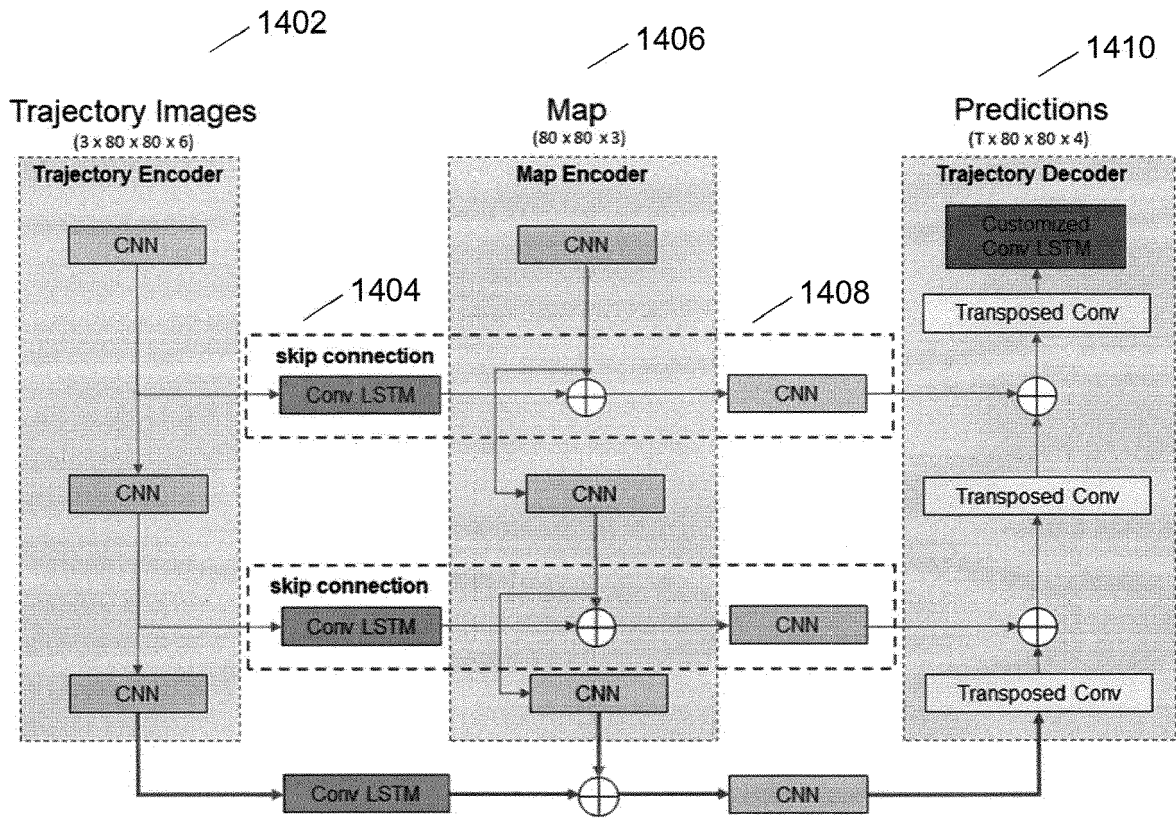 1402
1406
1410
Trajectory Images
Map
Predictions
(3 x 80 x 80 x 6)
(80 x 80 x 3)
(T x 80 x 80 x 4)
Trajectory Encoder
Map Encoder
Trajectory Decoder
CNN
CNN
Customized
Conv LSTM
1404
1408
Transposed Conv
skip connection
Conv LSTM
CNN
CNN
CNN
Transposed Conv
skip connection
Conv LSTM
CNN
CNN
CNN
Transposed Conv
Conv LSTM
CNN